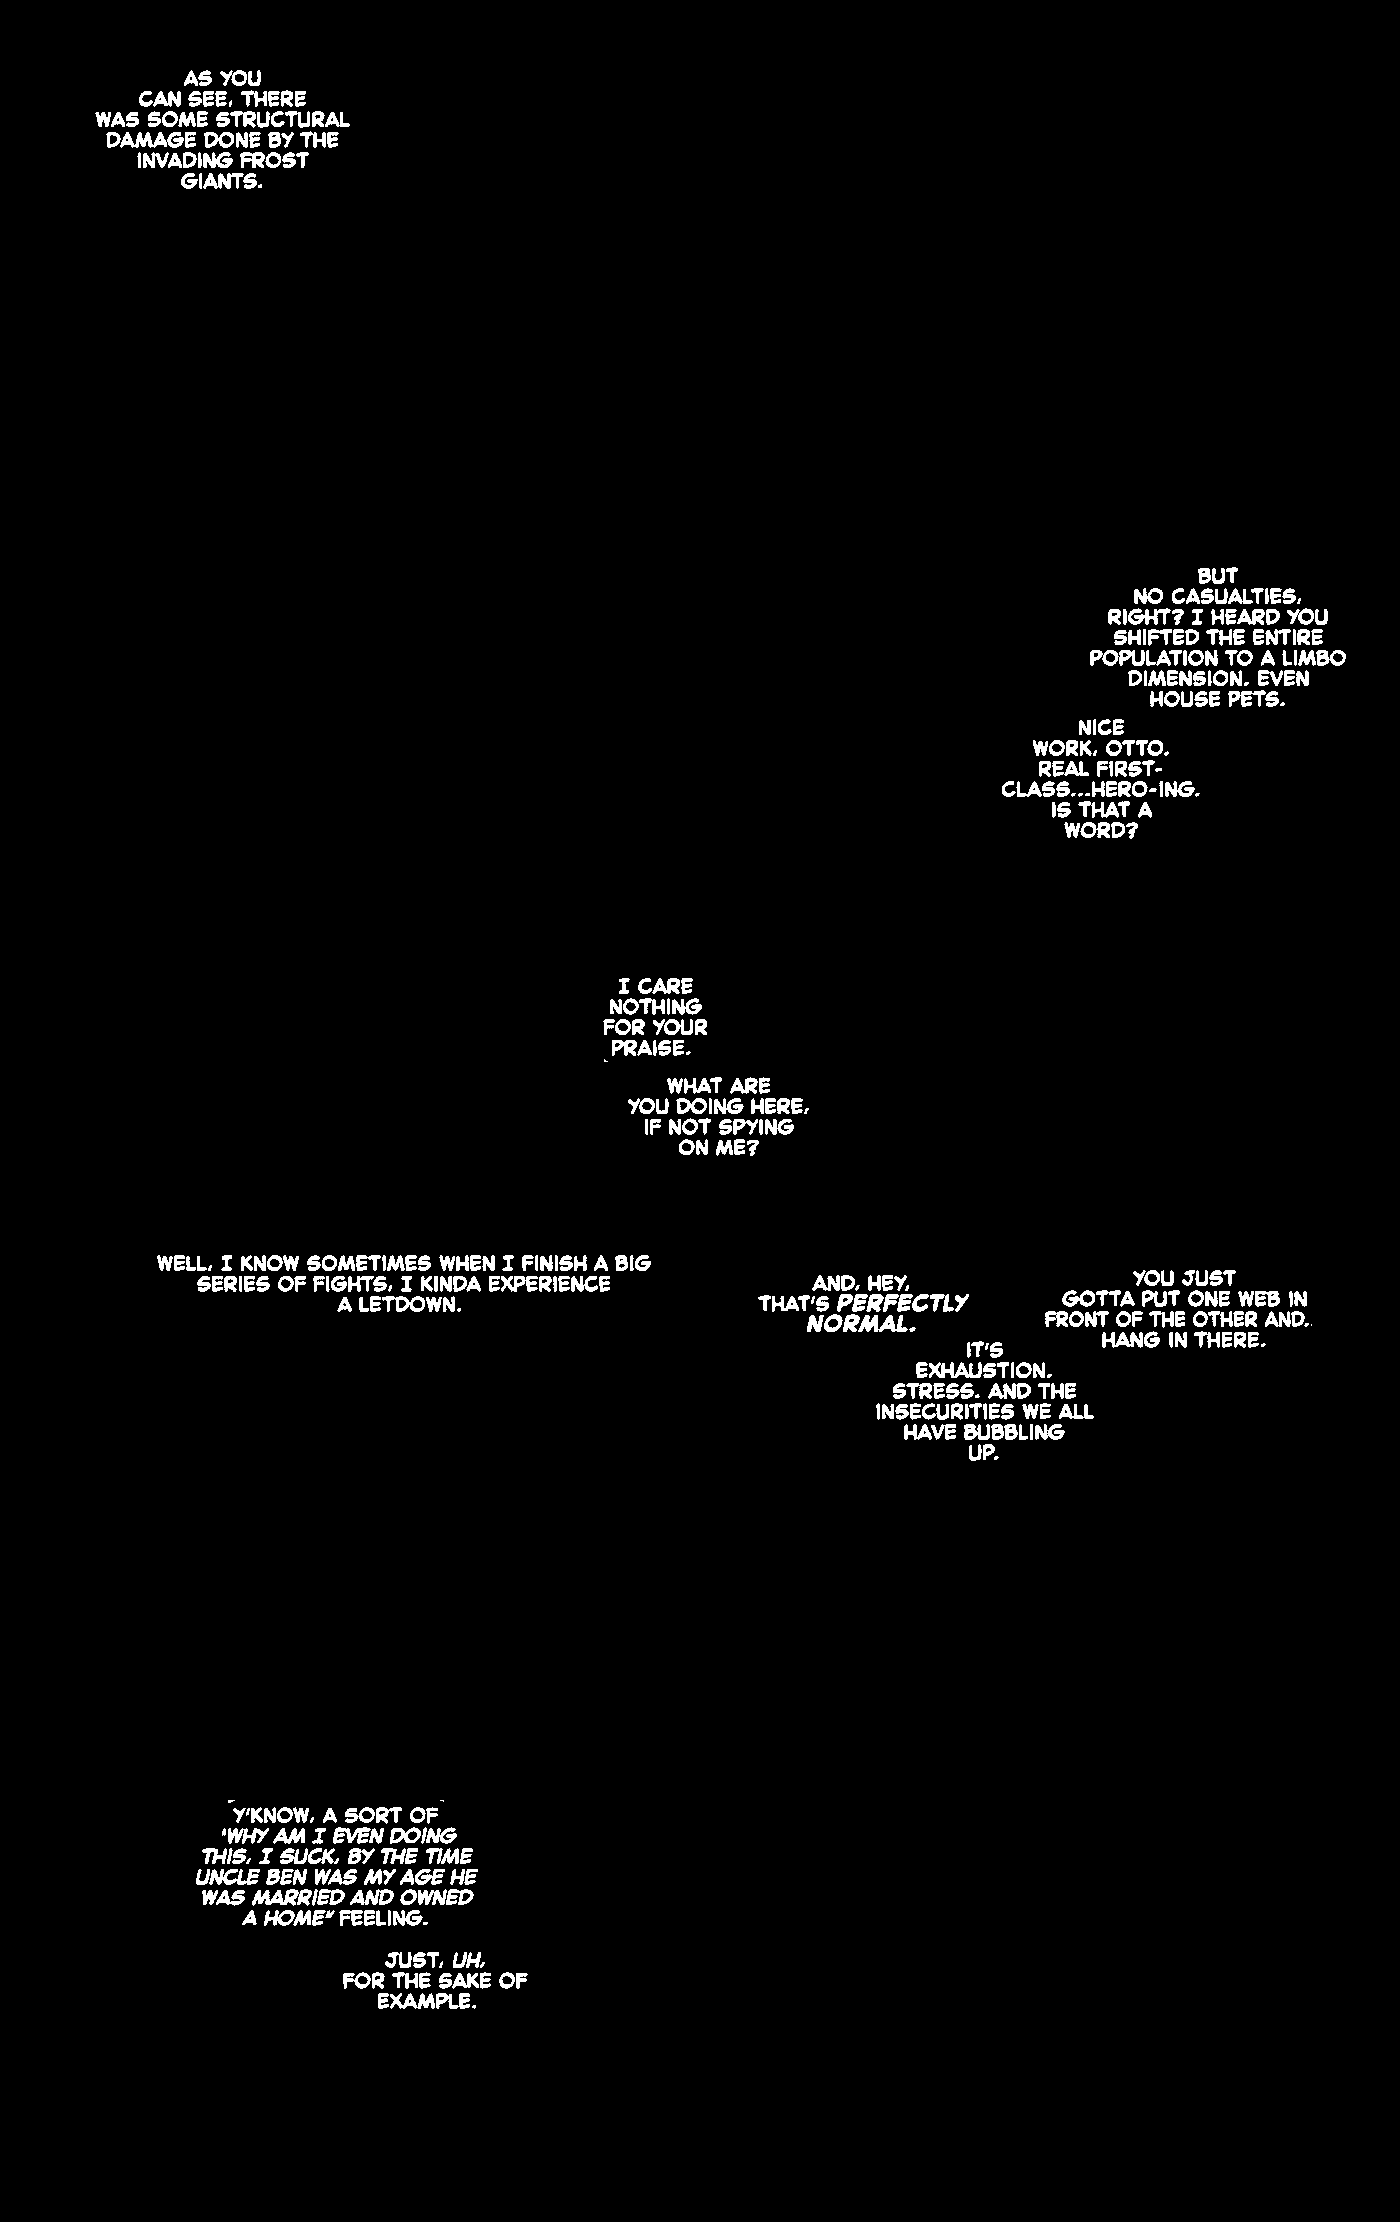 AS YOU
CAN SEE, THERE
WAS SOME STRUCTURAL
DAMAGE DONE BY THE
INVADING FROST
GIANTS.
BUT
NO CASUALTIES,
RIGHT? I HEARD YOU
SHIFTED THE ENTIRE
POPULATION TO A LIMBO
DIMENSION. EVEN
HOUSE PETS.
NICE
WORK, OTTO.
REAL FIRST-
CLASS...HERO-ING.
IS THAT A
WORD?
I CARE
NOTHING
FOR YOUR
PRAISE.
WHAT ARE
YOU DOING HERE,
IF NOT SPYING
ON ME?
WELL, I KNOW SOMETIMES WHEN I FINISH A BIG
SERIES OF FIGHTS, I KINDA EXPERIENCE
A LETDOWN.
AND, HEY,
THAT'S PERFECTLY
NORMAL.
IT'S
EXHAUSTION.
STRESS. AND THE
INSECURITIES WE ALL
HAVE BUBBLING
UP.
YOU JUST
GOTTA PUT ONE WEB IN
FRONT OF THE OTHER AND..
HANG IN THERE.
Y'KNOW, A SORT OF
'WHY AM I EVEN DOING
THIS, I SUCK, BY THE TIME
UNCLE BEN WAS MY AGE HE
WAS MARRIED AND OWNED
A HOME" FEELING.
JUST, UH,
FOR THE SAKE OF
EXAMPLE.